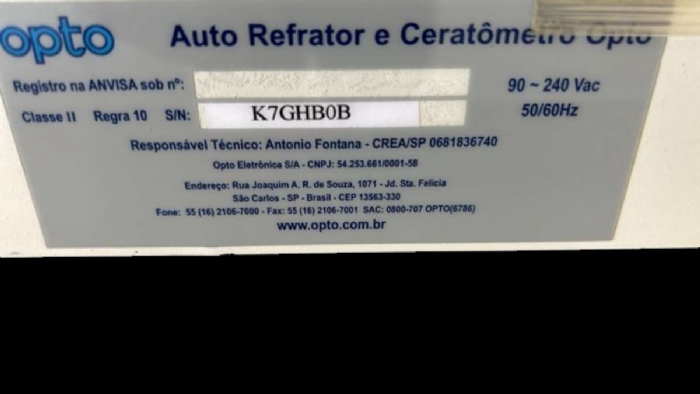 opto Auto Refrator e Ceratômetro Opto
Registro na ANVISA sob nº: 90 ~ 240 Vac
Classe II Regra 10 S/N: K7GHB0B 50/60Hz
Responsável Técnico: Antonio Fontana - CREA/SP 0681836740
Opto Eletrônica S/A - CNPJ: 54.253.661/0001-58
Endereço: Rua Joaquim A. R. de Souza, 1071 - Jd. Sta. Felícia
São Carlos - SP - Brasil - CEP 13563-330
Fone: 55 (16) 2106-7000 - Fax: 55 (16) 2106-7001 SAC: 0800-707 OPTO(6786)
www.opto.com.br